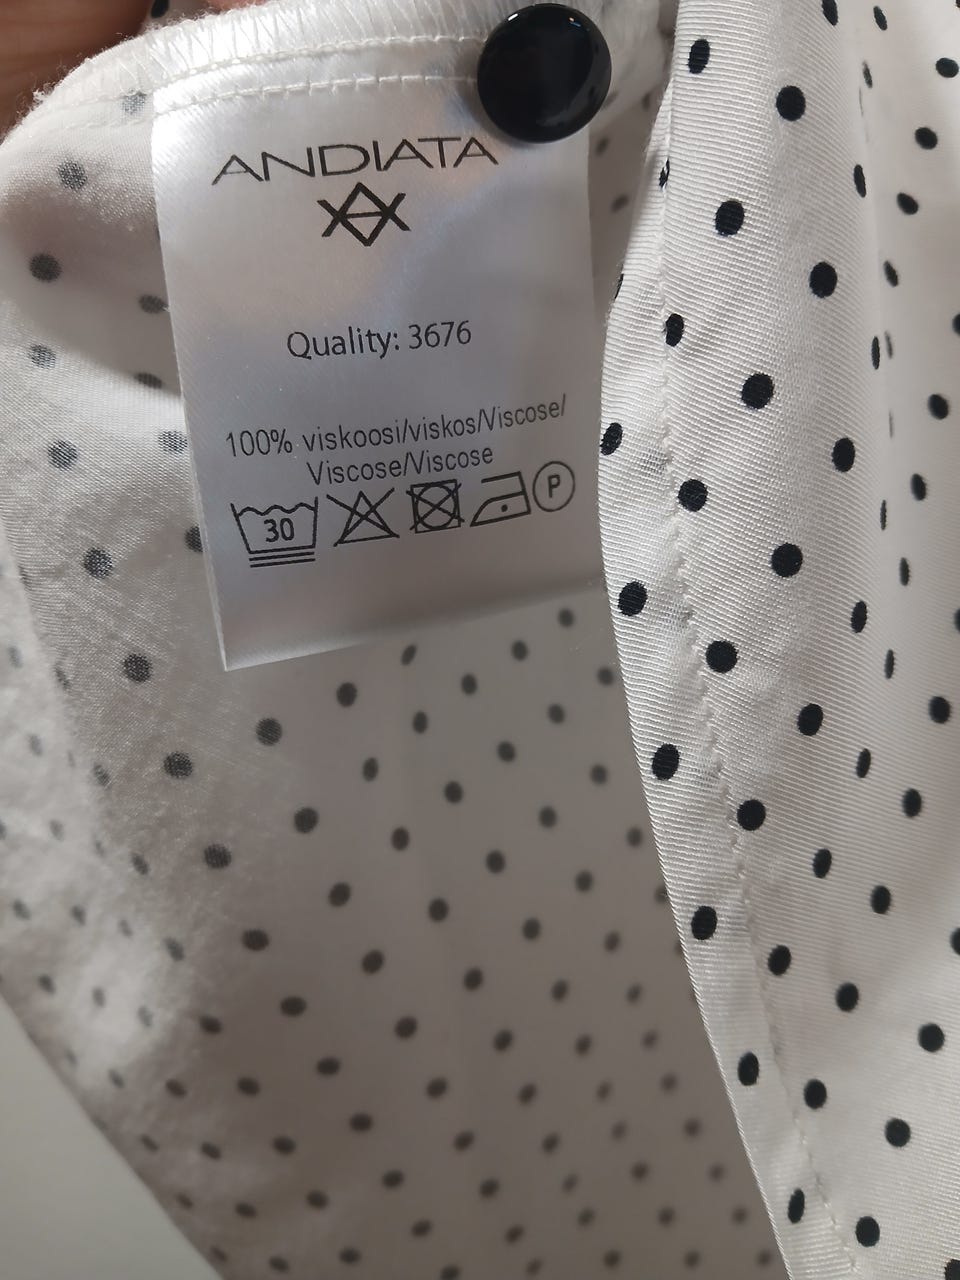 ANDIATA
Quality: 3676
100% viskoosi/viskos/Viscose/
Viscose/Viscose
30
P